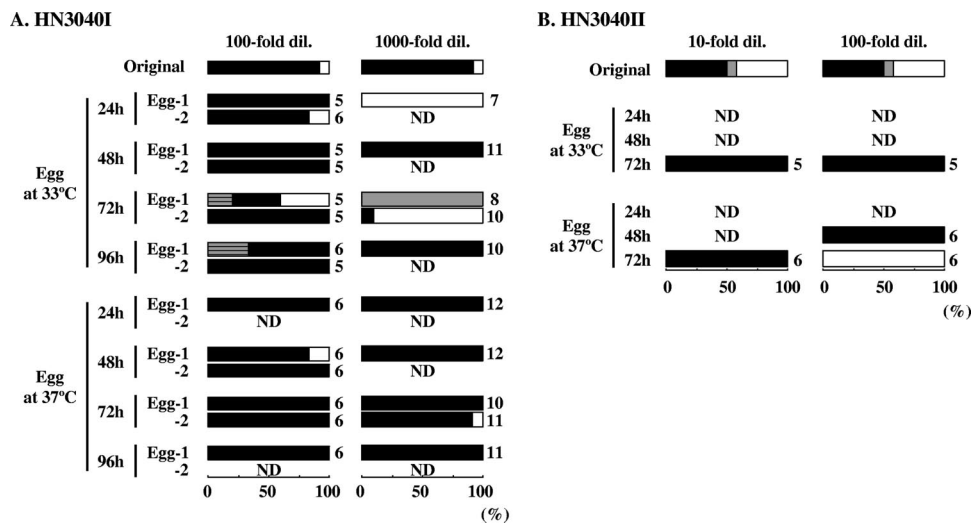 A. HN3040I
100-fold dil. 1000-fold dil.
Original
Egg at 33ºC
24h Egg-1 5 7
-2 6 ND
48h Egg-1 5 11
-2 5 ND
72h Egg-1 5 8
-2 5 10
96h Egg-1 6 10
-2 5 ND
Egg at 37ºC
24h Egg-1 6 12
-2 ND ND
48h Egg-1 6 12
-2 6 ND
72h Egg-1 6 10
-2 6 11
96h Egg-1 6 11
-2 ND ND
0 50 100 0 50 100
(%)
B. HN3040II
10-fold dil. 100-fold dil.
Original
Egg at 33ºC
24h ND ND
48h ND ND
72h 5 5
Egg at 37ºC
24h ND ND
48h ND 6
72h 6 6
0 50 100 0 50 100
(%)